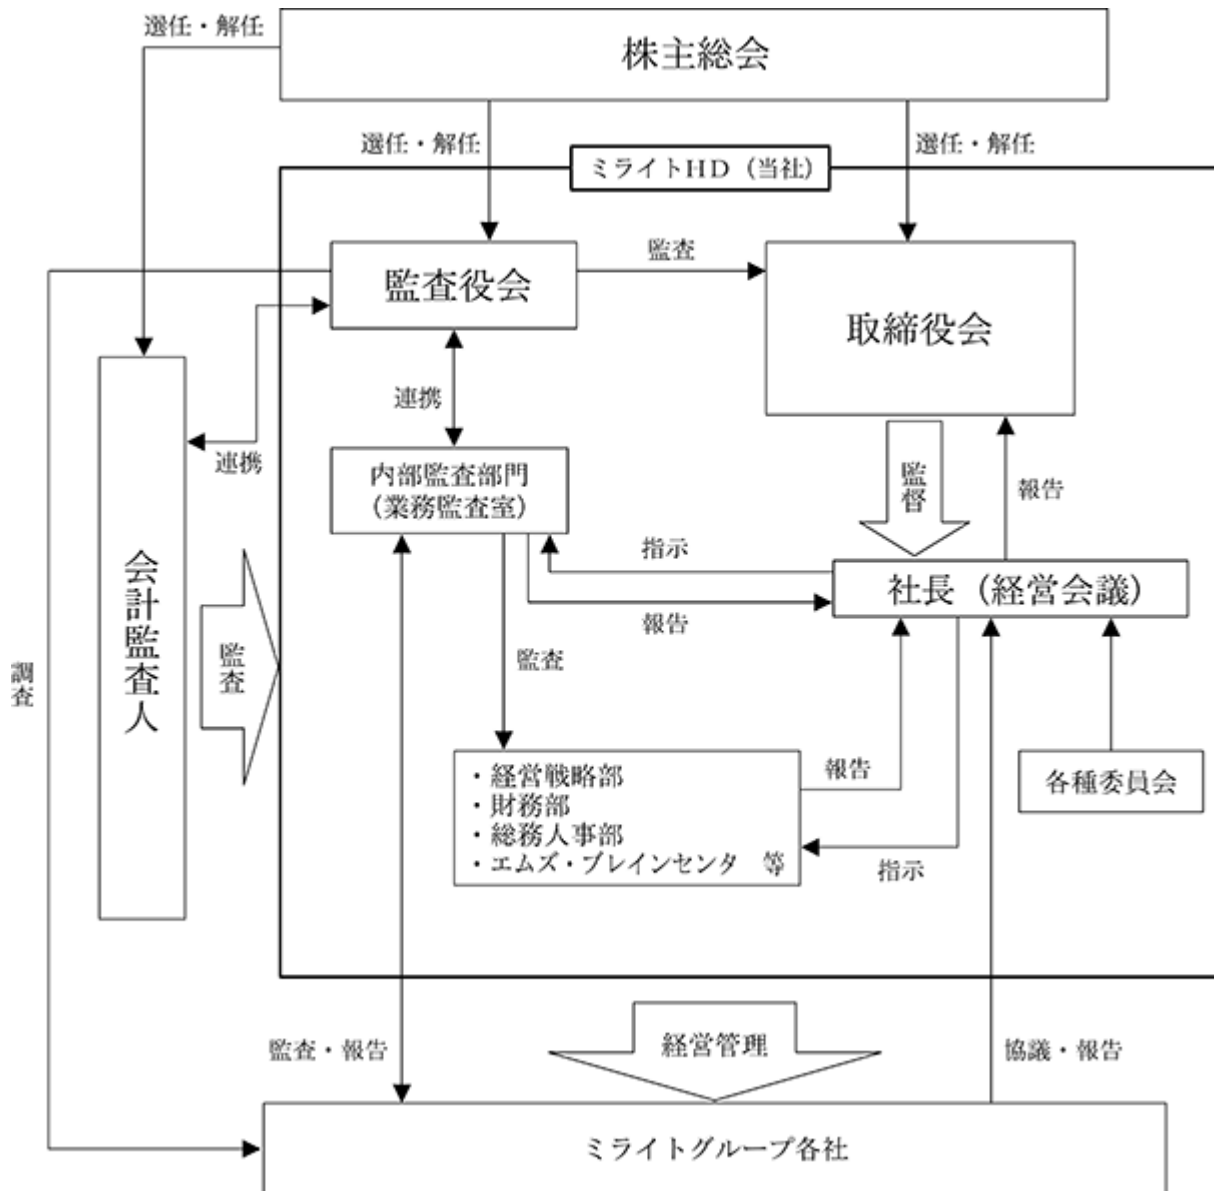 選任・解任
株主総会
選任・解任
選任・解任
ミライトHD（当社）
監査役会
監査
取締役会
連携
連携
内部監査部門
（業務監査室）
監督
報告
指示
社長（経営会議）
報告
会計監査人
監査
監査
調査
・経営戦略部
・財務部
・総務人事部
・エムズ・ブレインセンタ　等
報告
指示
各種委員会
監査・報告
経営管理
協議・報告
ミライトグループ各社